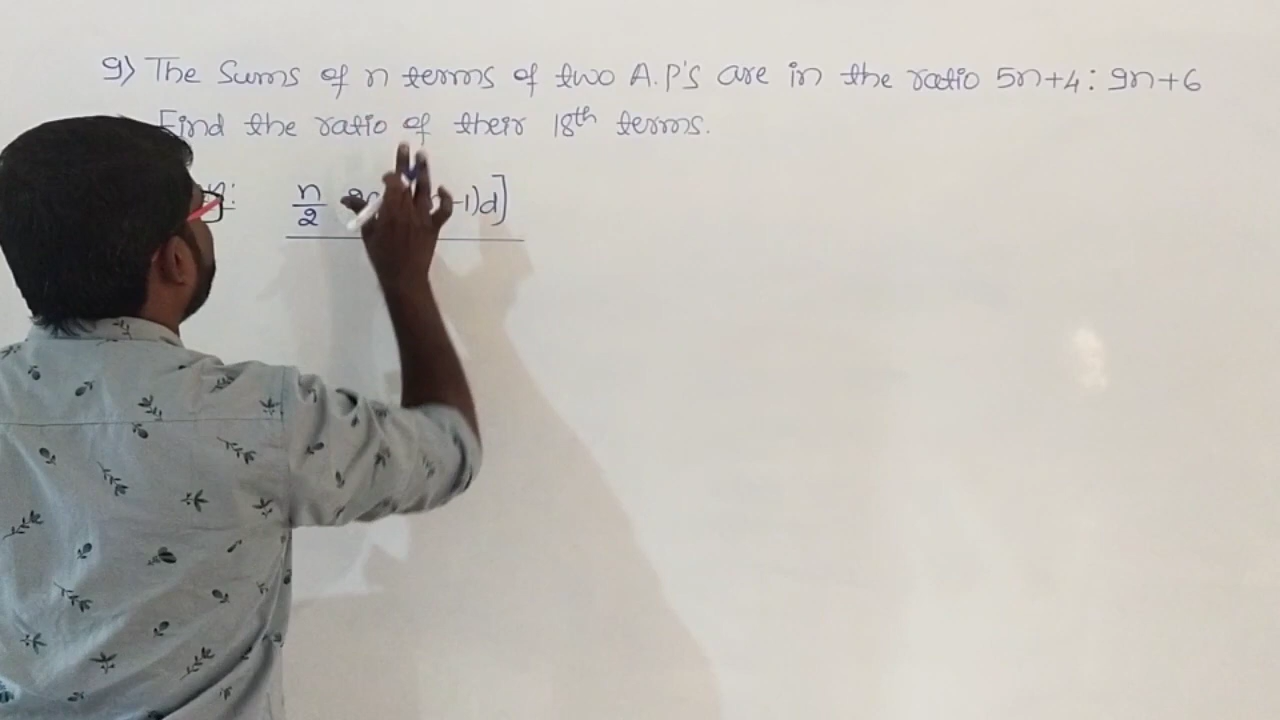 9) The Sums of n terms of two A.P'S are in the ratio 5n+4 : 9n+6
Find the ratio of their 18th terms.
n/2 -1)d]